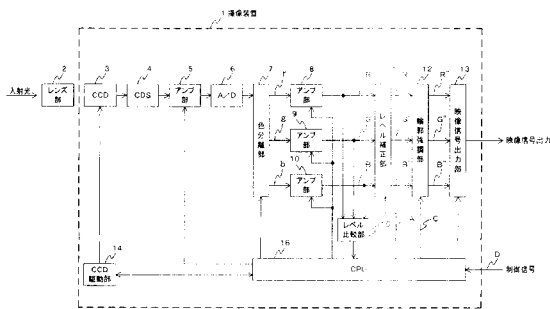 1 撮像装置
入射光
2
レンズ部
3
CCD
4
CDS
5
アンプ部
6
A/D
7
色分離部
r
8
アンプ部
g
9
アンプ部
b
10
アンプ部
R
G
B
レベル補正部
R
G
B
12
輪郭強調部
R"
G"
B"
13
映像信号出力部
映像信号出力
レベル比較部
A
C
14
CCD駆動部
16
CPU
D
制御信号